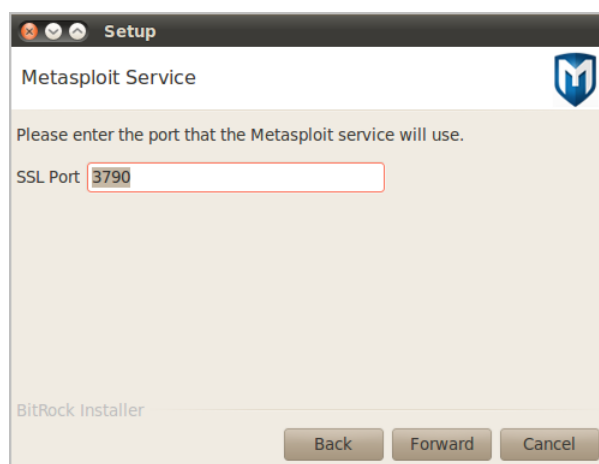 Setup
Metasploit Service
Please enter the port that the Metasploit service will use.
SSL Port 3790
BitRock Installer
Back Forward Cancel